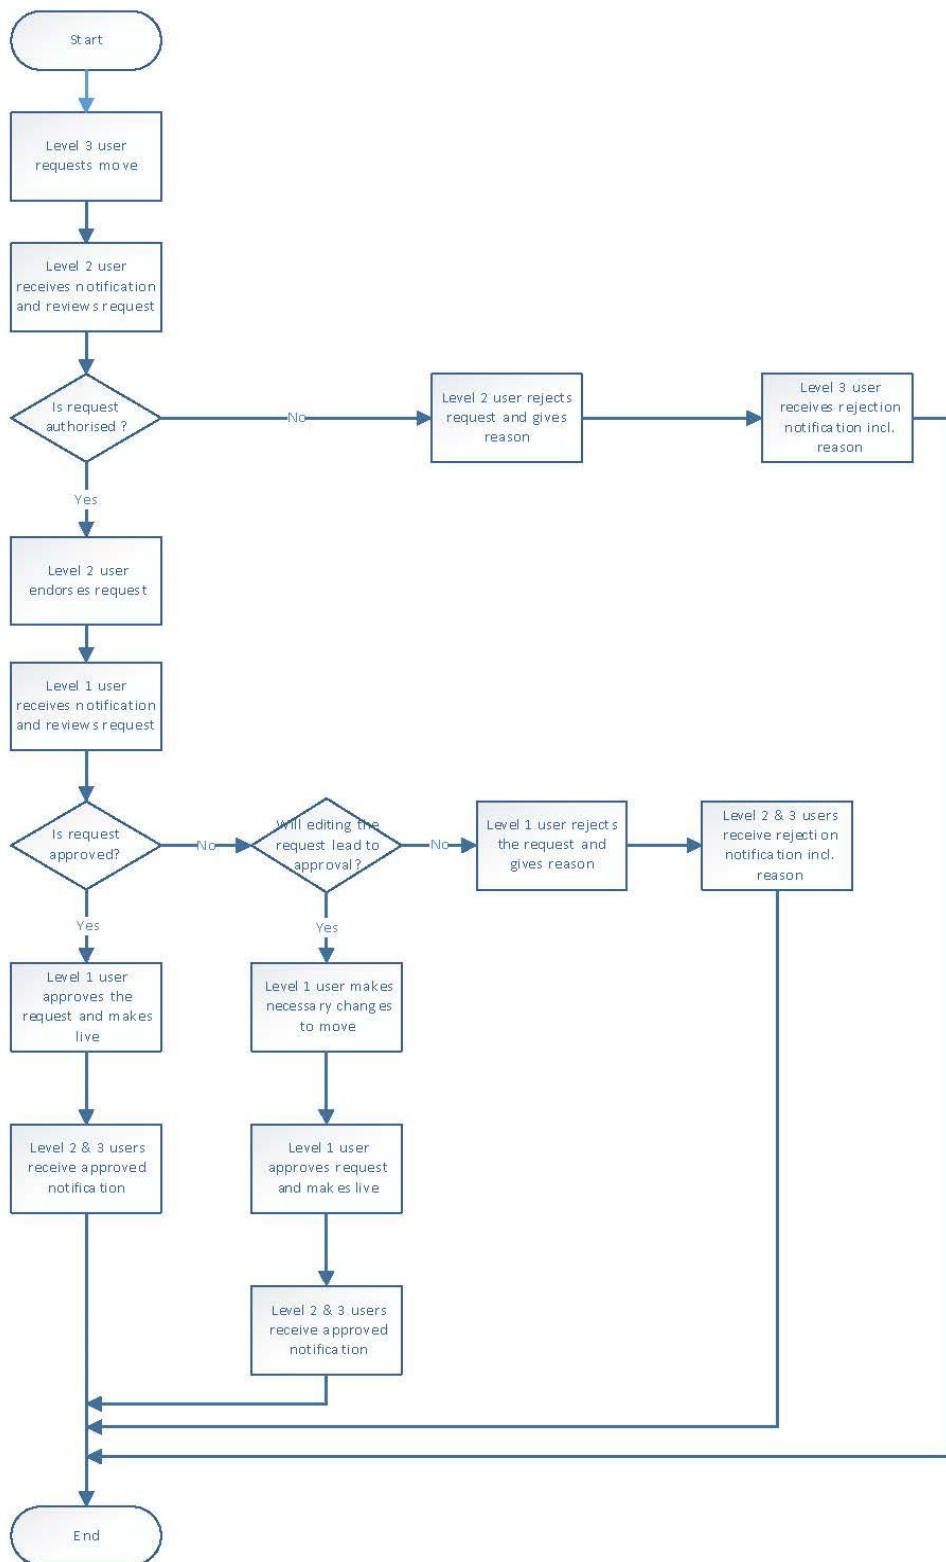 Start
Level 3 user
requests move
Level 2 user
receives notification
and reviews request
Is request
authorised ?
No
Level 2 user rejects
request and gives
reason
Level 3 user
receives rejection
notification incl.
reason
Yes
Level 2 user
endorses request
Level 1 user
receives notification
and reviews request
Is request
approved?
No
Will editing the
request lead to
approval?
No
Level 1 user rejects
the request and
gives reason
Level 2 & 3 users
receive rejection
notification incl.
reason
Yes
Yes
Level 1 user
approves the
request and makes
live
Level 1 user makes
necessary changes
to move
Level 2 & 3 users
receive approved
notification
Level 1 user
approves request
and makes live
Level 2 & 3 users
receive approved
notification
End